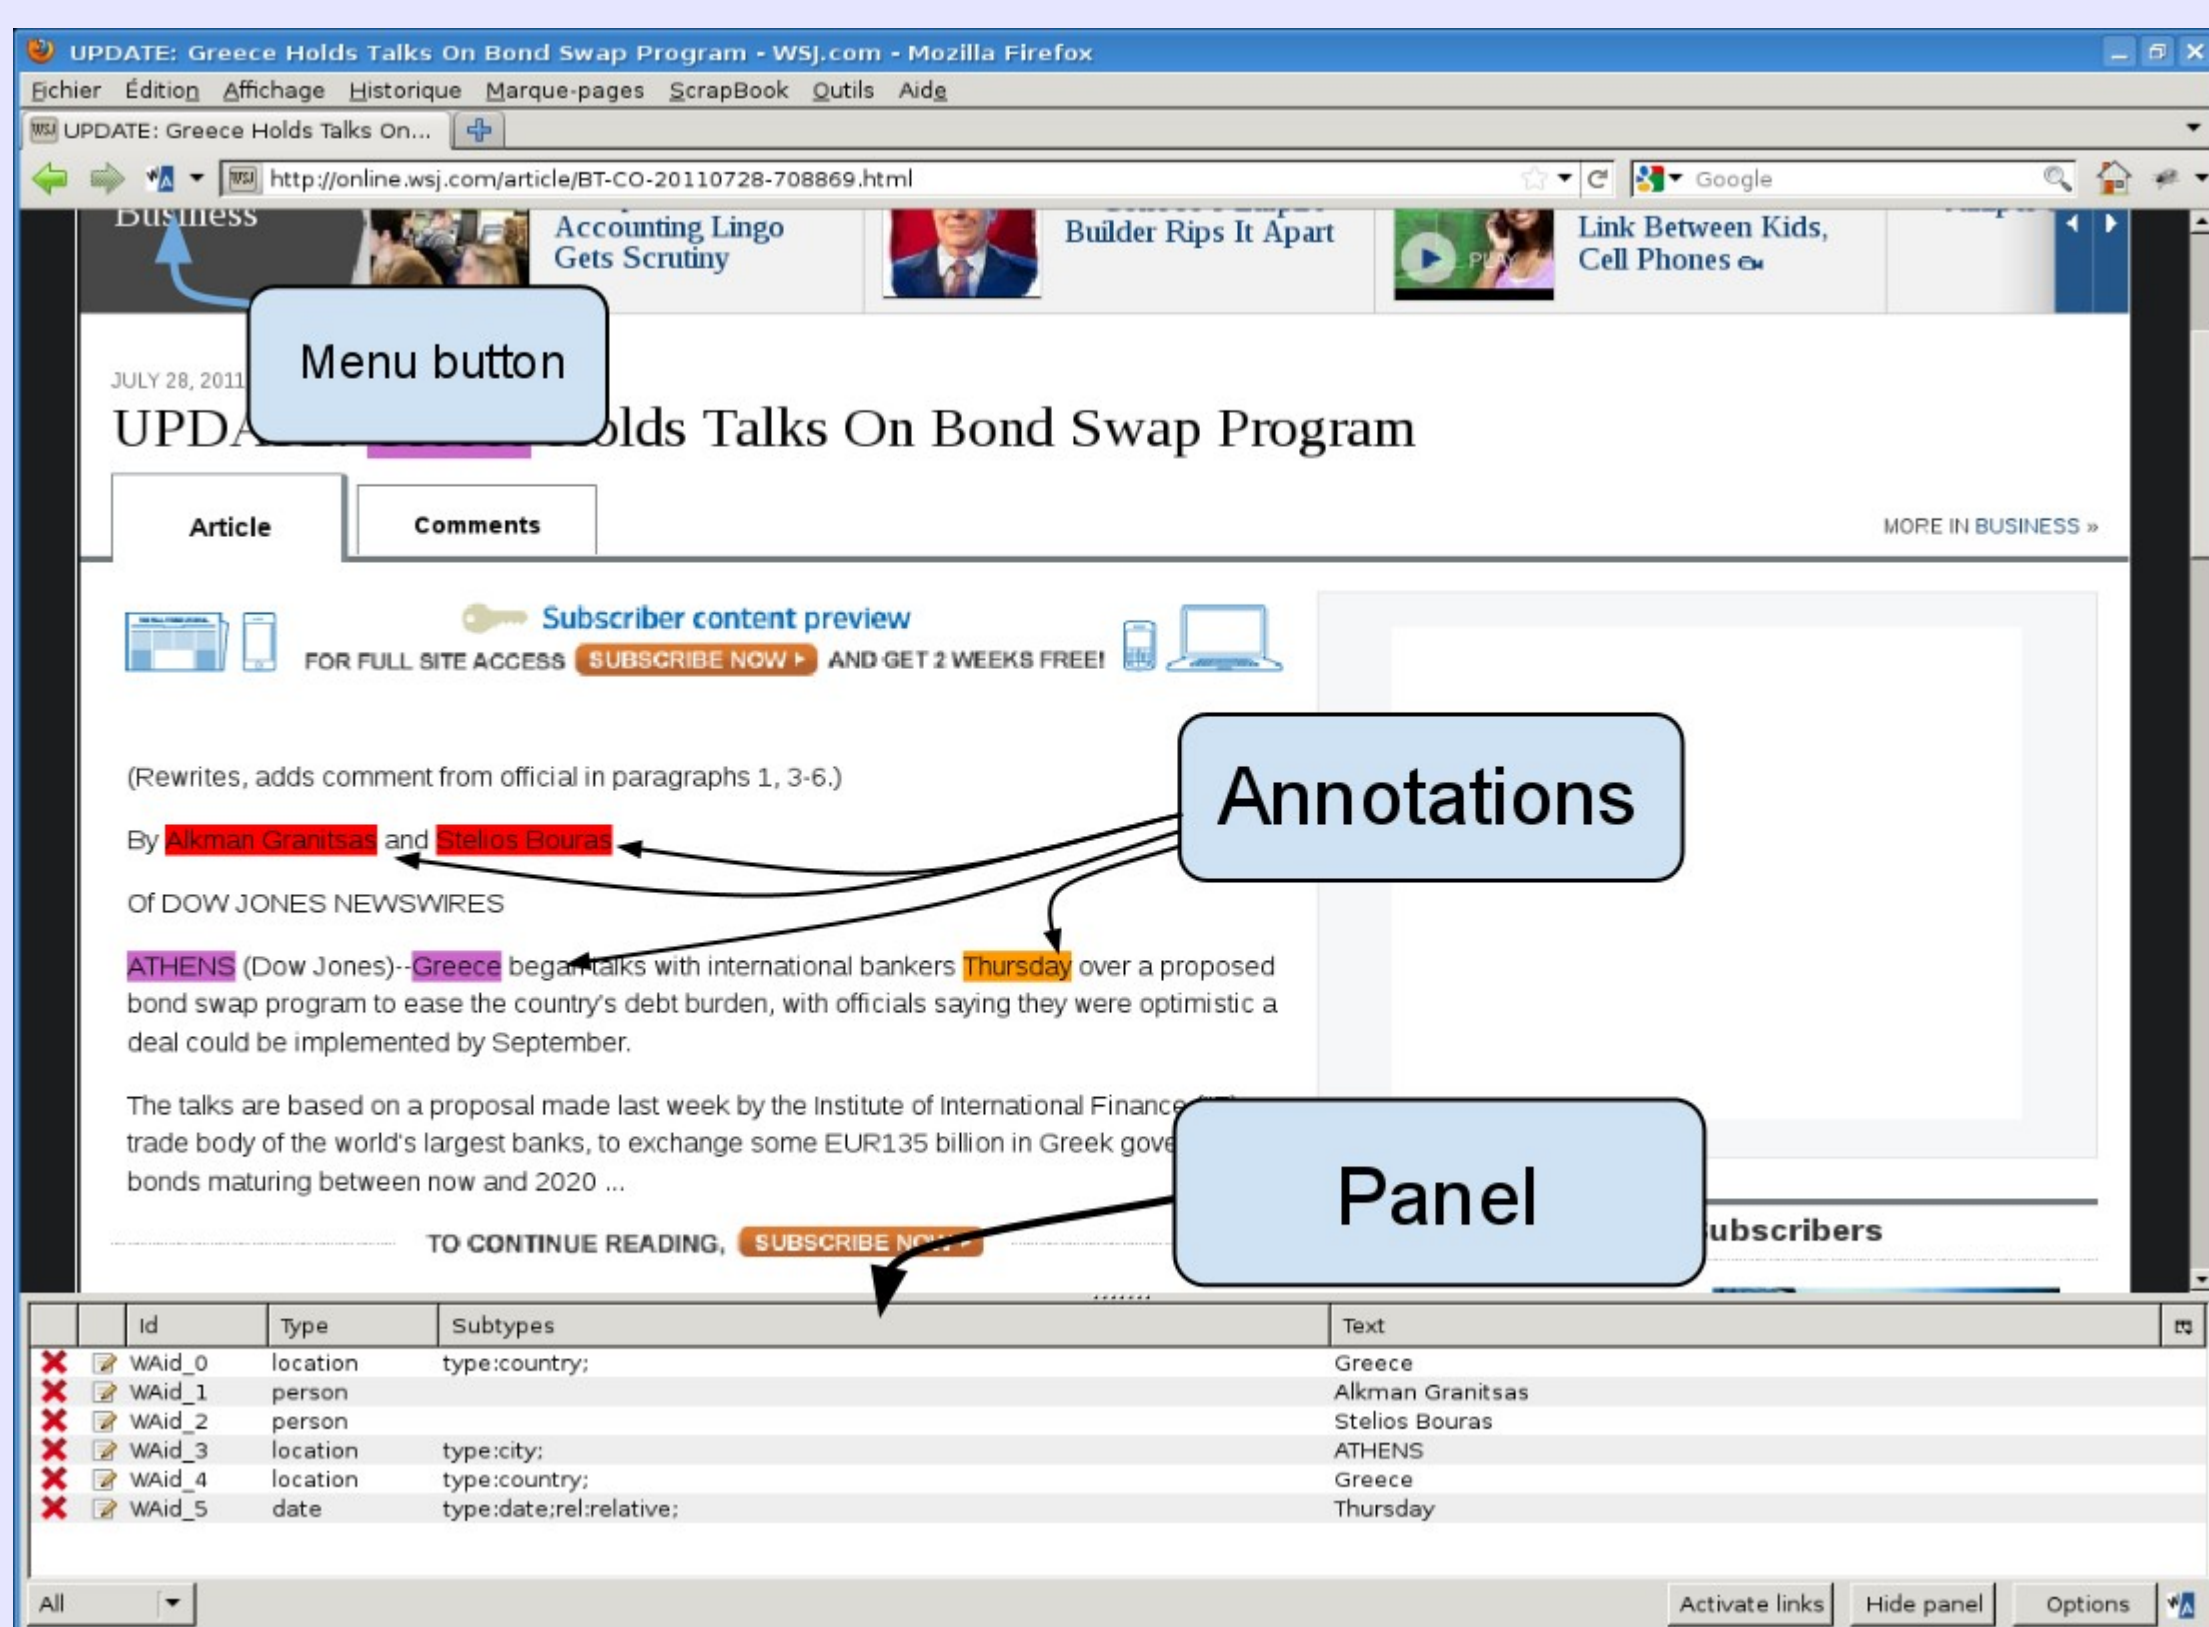 UPDATE: Greece Holds Talks On Bond Swap Program - WSJ.com - Mozilla Firefox
Fichier Édition Affichage Historique Marque-pages ScrapBook Outils Aide
WSJ UPDATE: Greece Holds Talks On...
WSJ http://online.wsj.com/article/BT-CO-20110728-708869.html Google
Business
Accounting Lingo
Gets Scrutiny
Builder Rips It Apart
PLAY
Link Between Kids,
Cell Phones
Menu button
JULY 28, 2011
Holds Talks On Bond Swap Program
Article Comments MORE IN BUSINESS »
Subscriber content preview
FOR FULL SITE ACCESS SUBSCRIBE NOW AND GET 2 WEEKS FREE!
Annotations
(Rewrites, adds comment from official in paragraphs 1, 3-6.)
By Alkman Granitsas and Stelios Bouras
Of DOW JONES NEWSWIRES
ATHENS (Dow Jones)--Greece began talks with international bankers Thursday over a proposed
bond swap program to ease the country's debt burden, with officials saying they were optimistic a
deal could be implemented by September.
The talks are based on a proposal made last week by the Institute of International Finance
trade body of the world's largest banks, to exchange some EUR135 billion in Greek
bonds maturing between now and 2020 ...
Panel
TO CONTINUE READING, SUBSCRIBE NOW
Subscribers
Id Type Subtypes Text
WAid_0 location type:country; Greece
WAid_1 person Alkman Granitsas
WAid_2 person Stelios Bouras
WAid_3 location type:city; ATHENS
WAid_4 location type:country; Greece
WAid_5 date type:date;rel:relative; Thursday
All Activate links Hide panel Options